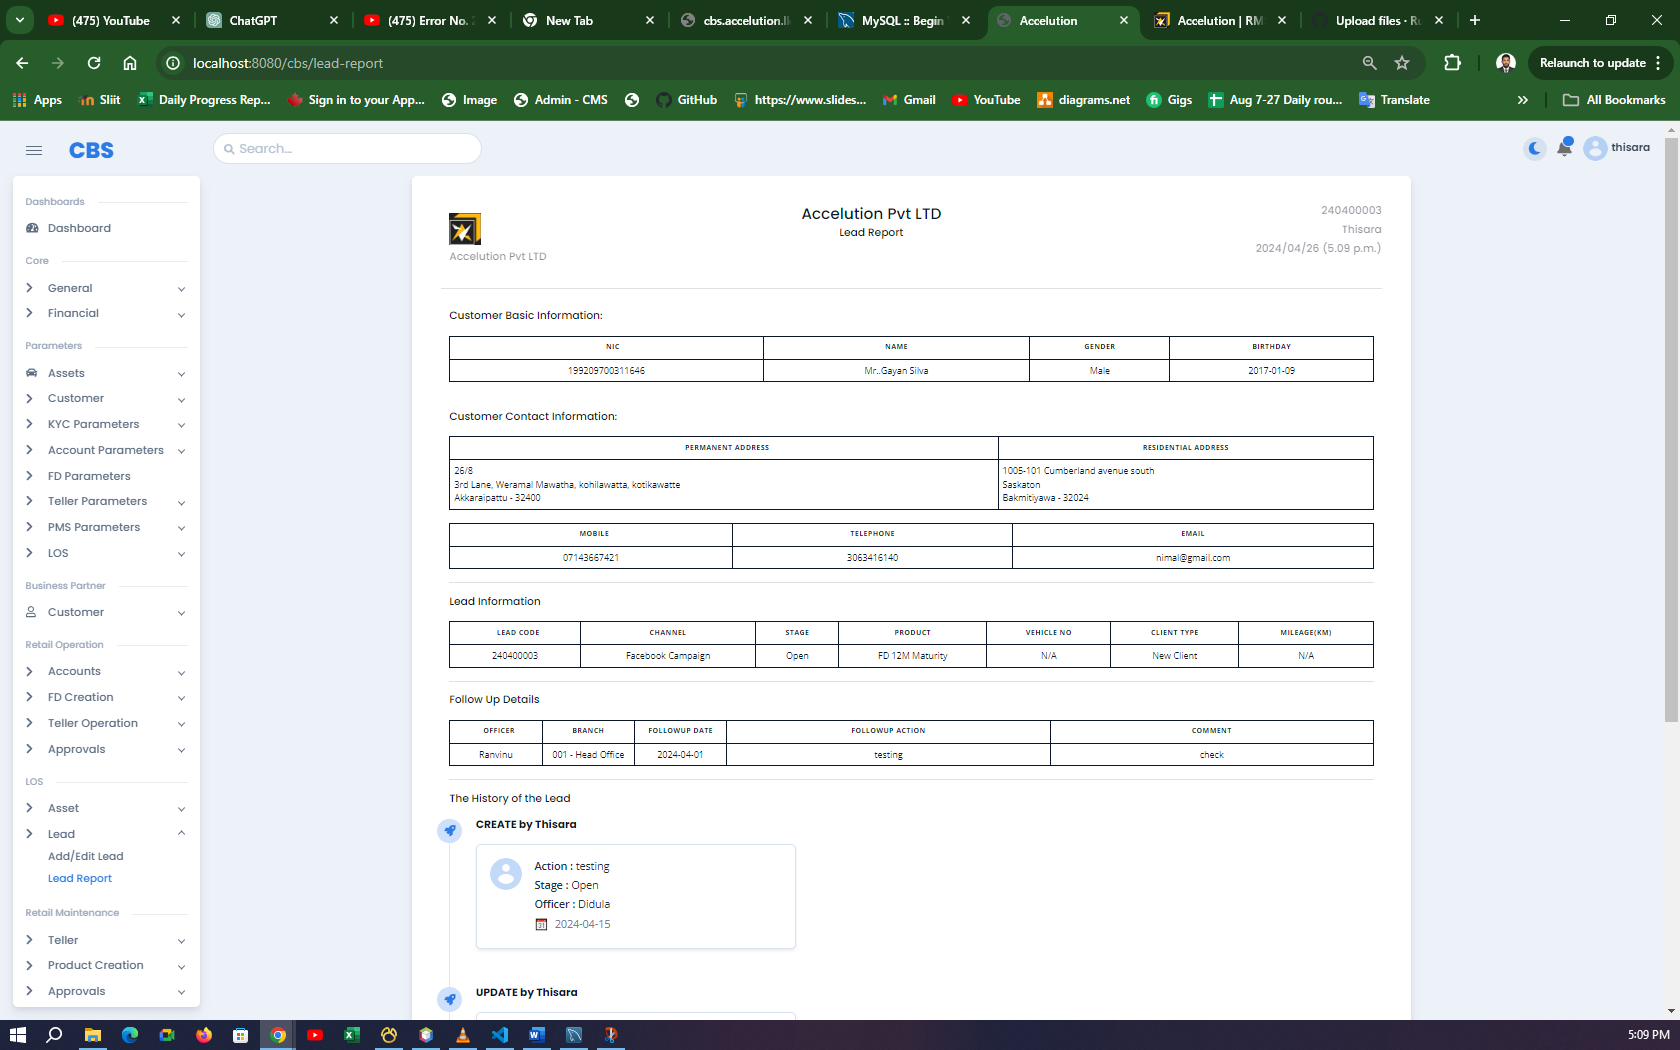 (475) YouTube
ChatGPT
(475) Error No. 2
New Tab
cbs.accelution.lk
MySQL :: Begin
Accelution
Accelution | RM
Upload files · Ru
localhost:8080/cbs/lead-report
Relaunch to update
Apps
Sliit
Daily Progress Rep...
Sign in to your App...
Image
Admin - CMS
GitHub
https://www.slides...
Gmail
YouTube
diagrams.net
Gigs
Aug 7-27 Daily rou...
Translate
»
All Bookmarks
CBS
Search...
thisara
Dashboards
Dashboard
Core
General
Financial
Parameters
Assets
Customer
KYC Parameters
Account Parameters
FD Parameters
Teller Parameters
PMS Parameters
LOS
Business Partner
Customer
Retail Operation
Accounts
FD Creation
Teller Operation
Approvals
LOS
Asset
Lead
Add/Edit Lead
Lead Report
Retail Maintenance
Teller
Product Creation
Approvals
Accelution Pvt LTD
Accelution Pvt LTD
Lead Report
240400003
Thisara
2024/04/26 (5.09 p.m.)
Customer Basic Information:
NIC NAME GENDER BIRTHDAY
199209700311646 Mr..Gayan Silva Male 2017-01-09
Customer Contact Information:
PERMANENT ADDRESS RESIDENTIAL ADDRESS
26/8 1005-101 Cumberland avenue south
3rd Lane, Weramal Mawatha, kohilawatta, kotikawatte Saskaton
Akkaraipattu - 32400 Bakmitiyawa - 32024
MOBILE TELEPHONE EMAIL
07143667421 3063416140 nimal@gmail.com
Lead Information
LEAD CODE CHANNEL STAGE PRODUCT VEHICLE NO CLIENT TYPE MILEAGE(KM)
240400003 Facebook Campaign Open FD 12M Maturity N/A New Client N/A
Follow Up Details
OFFICER BRANCH FOLLOWUP DATE FOLLOWUP ACTION COMMENT
Ranvinu 001 - Head Office 2024-04-01 testing check
The History of the Lead
CREATE by Thisara
Action : testing
Stage : Open
Officer : Didula
2024-04-15
UPDATE by Thisara
5:09 PM